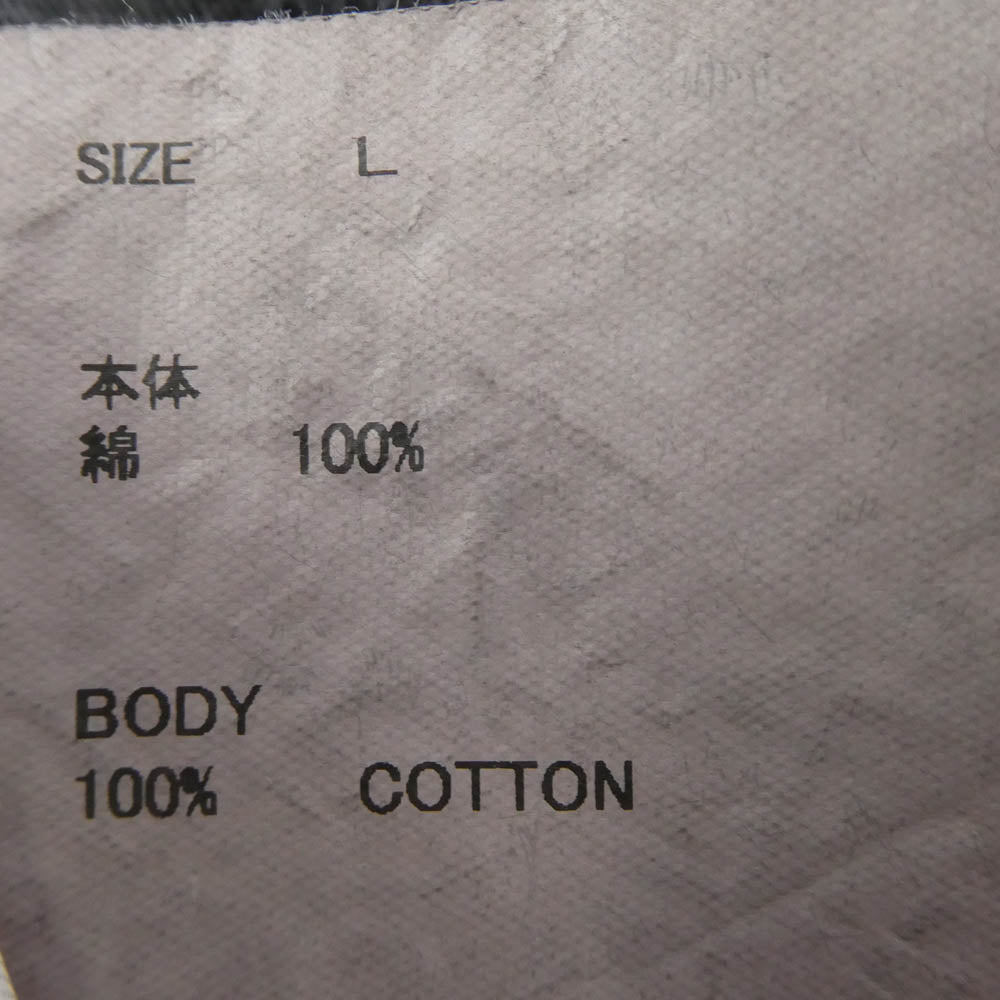 SIZE L
本体
綿 100%
BODY
100% COTTON